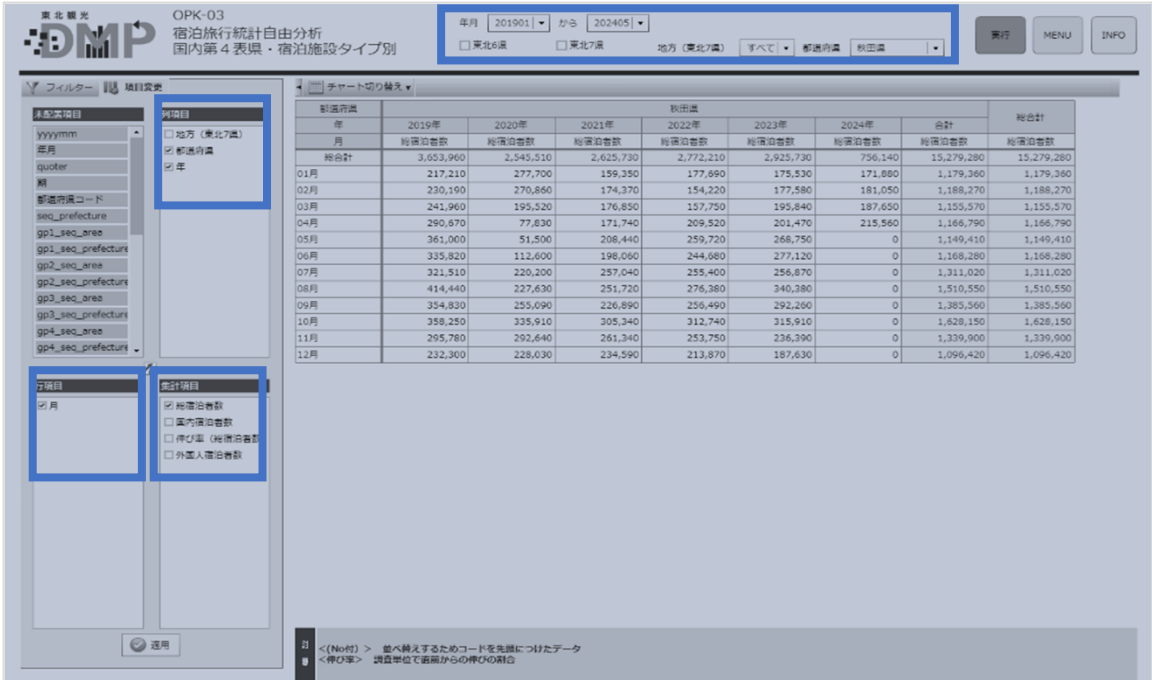 東北観光
DMP
OPK-03
宿泊旅行統計自由分析
国内第4表県・宿泊施設タイプ別
年月 201901 から 202405
東北6県 東北7県 地方(東北7県) すべて 都道府県 秋田県
実行 MENU INFO
フィルター 項目変更
チャート切り替え
未配置項目
yyyymm
年月
quoter
期
都道府県コード
seq_prefecture
gp1_seq_area
gp1_seq_prefecture
gp2_seq_area
gp2_seq_prefecture
gp3_seq_area
gp3_seq_prefecture
gp4_seq_area
gp4_seq_prefecture
列項目
地方(東北7県)
都道府県
年
行項目
月
集計項目
総宿泊者数
国内宿泊者数
伸び率(総宿泊者数
外国人宿泊者数
適用
都道府県 秋田県 総合計
年 2019年 2020年 2021年 2022年 2023年 2024年 合計
月 総宿泊者数 総宿泊者数 総宿泊者数 総宿泊者数 総宿泊者数 総宿泊者数 総宿泊者数 総宿泊者数
総合計 3,653,960 2,545,510 2,625,730 2,772,210 2,925,730 756,140 15,279,280 15,279,280
01月 217,210 277,700 159,350 177,690 175,530 171,880 1,179,360 1,179,360
02月 230,190 270,860 174,370 154,220 177,580 181,050 1,188,270 1,188,270
03月 241,960 195,520 176,850 157,750 195,840 187,650 1,155,570 1,155,570
04月 290,670 77,830 171,740 209,520 201,470 215,560 1,166,790 1,166,790
05月 361,000 51,500 208,440 259,720 268,750 0 1,149,410 1,149,410
06月 335,820 112,600 198,060 244,680 277,120 0 1,168,280 1,168,280
07月 321,510 220,200 257,040 255,400 256,870 0 1,311,020 1,311,020
08月 414,440 227,630 251,720 276,380 340,380 0 1,510,550 1,510,550
09月 354,830 255,090 226,890 256,490 292,260 0 1,385,560 1,385,560
10月 358,250 335,910 305,340 312,740 315,910 0 1,628,150 1,628,150
11月 295,780 292,640 261,340 253,750 236,390 0 1,339,900 1,339,900
12月 232,300 228,030 234,590 213,870 187,630 0 1,096,420 1,096,420
<(No付)> 並べ替えするためコードを先頭につけたデータ
<伸び率> 調査単位で直前からの伸びの割合